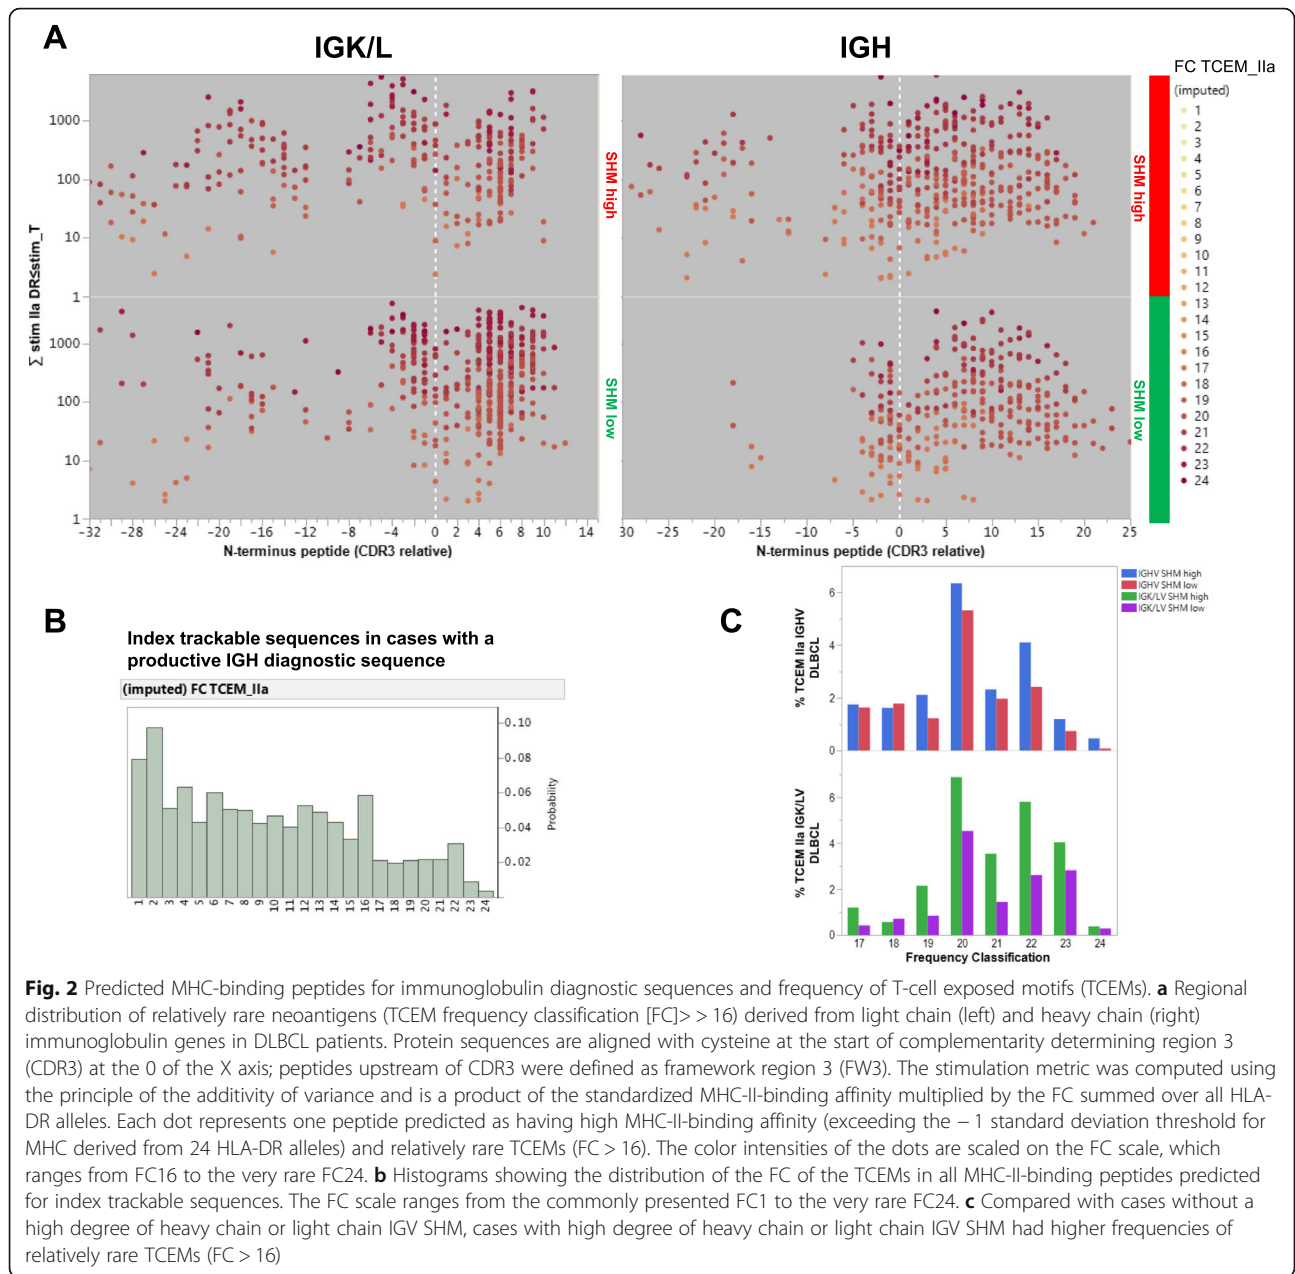 A
IGK/L
IGH
FC TCEM_IIa
(imputed)
1
2
3
4
5
6
7
8
9
10
11
12
13
14
15
16
17
18
19
20
21
22
23
24
∑ stim IIa DR≤stim_T
1000
100
10
1
1000
100
10
1
SHM high
SHM low
SHM high
SHM low
-32 -28 -24 -20 -16 -12 -8 -4 0 2 4 6 8 10 14
N-terminus peptide (CDR3 relative)
30 -25 -20 -15 -10 -5 0 5 10 15 20 25
N-terminus peptide (CDR3 relative)
B
Index trackable sequences in cases with a
productive IGH diagnostic sequence
(imputed) FC TCEM_IIa
0.10
0.08
0.06
0.04
0.02
Probability
1 2 3 4 5 6 7 8 9 10 11 12 13 14 15 16 17 18 19 20 21 22 23 24
C
IGHV SHM high
IGHV SHM low
IGK/LV SHM high
IGK/LV SHM low
% TCEM IIa IGHV
DLBCL
6
4
2
0
% TCEM IIa IGK/LV
DLBCL
6
4
2
0
17 18 19 20 21 22 23 24
Frequency Classification
Fig. 2 Predicted MHC-binding peptides for immunoglobulin diagnostic sequences and frequency of T-cell exposed motifs (TCEMs). a Regional
distribution of relatively rare neoantigens (TCEM frequency classification [FC]> > 16) derived from light chain (left) and heavy chain (right)
immunoglobulin genes in DLBCL patients. Protein sequences are aligned with cysteine at the start of complementarity determining region 3
(CDR3) at the 0 of the X axis; peptides upstream of CDR3 were defined as framework region 3 (FW3). The stimulation metric was computed using
the principle of the additivity of variance and is a product of the standardized MHC-II-binding affinity multiplied by the FC summed over all HLA-
DR alleles. Each dot represents one peptide predicted as having high MHC-II-binding affinity (exceeding the − 1 standard deviation threshold for
MHC derived from 24 HLA-DR alleles) and relatively rare TCEMs (FC > 16). The color intensities of the dots are scaled on the FC scale, which
ranges from FC16 to the very rare FC24. b Histograms showing the distribution of the FC of the TCEMs in all MHC-II-binding peptides predicted
for index trackable sequences. The FC scale ranges from the commonly presented FC1 to the very rare FC24. c Compared with cases without a
high degree of heavy chain or light chain IGV SHM, cases with high degree of heavy chain or light chain IGV SHM had higher frequencies of
relatively rare TCEMs (FC > 16)